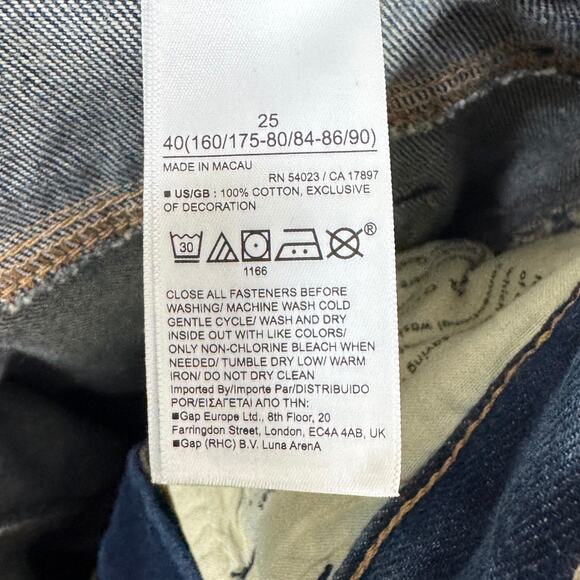 25
40(160/175-80/84-86/90)
MADE IN MACAU
RN 54023 / CA 17897
■ US/GB : 100% COTTON, EXCLUSIVE
OF DECORATION
30
®
1166
CLOSE ALL FASTENERS BEFORE
WASHING/ MACHINE WASH COLD
GENTLE CYCLE/ WASH AND DRY
INSIDE OUT WITH LIKE COLORS/
ONLY NON-CHLORINE BLEACH WHEN
NEEDED/ TUMBLE DRY LOW/ WARM
IRON/ DO NOT DRY CLEAN
Imported By/Importe Par/DISTRIBUIDO
POR/ΕΙΣΑΓΕΤΑΙ ΑΠΟ ΤΗΝ:
■Gap Europe Ltd., 8th Floor, 20
Farringdon Street, London, EC4A 4AB, UK
■Gap (RHC) B.V. Luna ArenA